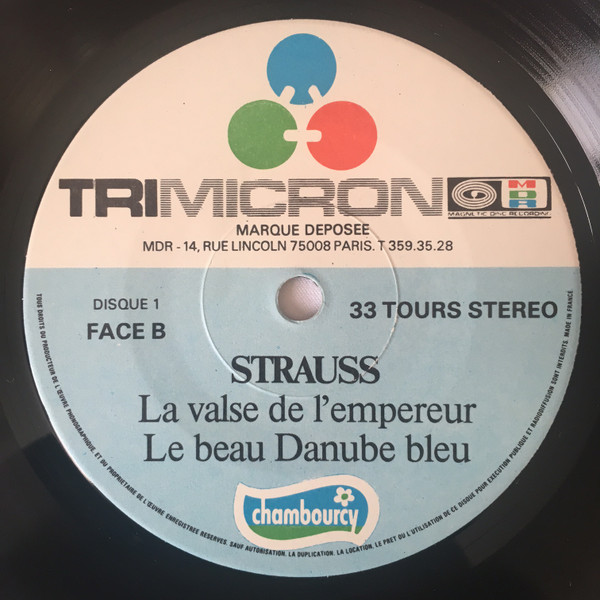 TRIMICRON
MDR
MAGNETIC DISC RECORDING
MARQUE DEPOSEE
MDR - 14, RUE LINCOLN 75008 PARIS. T 359.35.28
DISQUE 1
FACE B
33 TOURS STEREO
STRAUSS
La valse de l'empereur
Le beau Danube bleu
chambourcy
TOUS DROITS DU PRODUCTEUR DE L'ŒUVRE PHONOGRAPHIQUE, ET DU PROPRIETAIRE DE L'ŒUVRE ENREGISTREE RESERVES. SAUF AUTORISATION. LA DUPLICATION. LA LOCATION. LE PRET OU L'UTILISATION DE CE DISQUE POUR EXECUTION PUBLIQUE ET RADIODIFFUSION SONT INTERDITS. MADE IN FRANCE.